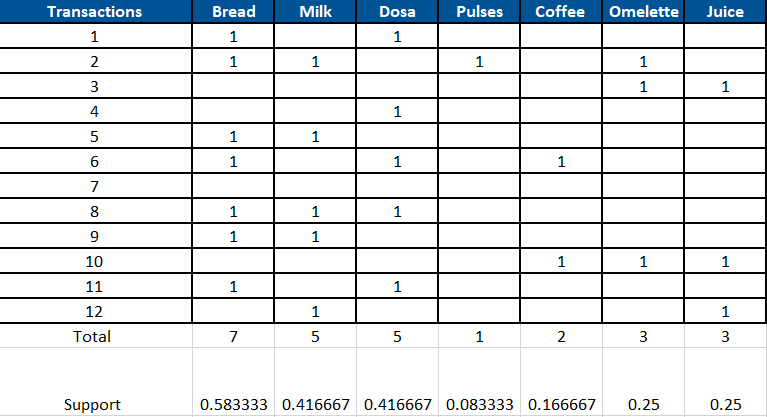 Transactions Bread Milk Dosa Pulses Coffee Omelette Juice
1 1 1
2 1 1 1 1
3 1 1
4 1
5 1 1
6 1 1 1
7
8 1 1 1
9 1 1
10 1 1 1
11 1 1
12 1 1
Total 7 5 5 1 2 3 3
Support 0.583333 0.416667 0.416667 0.083333 0.166667 0.25 0.25